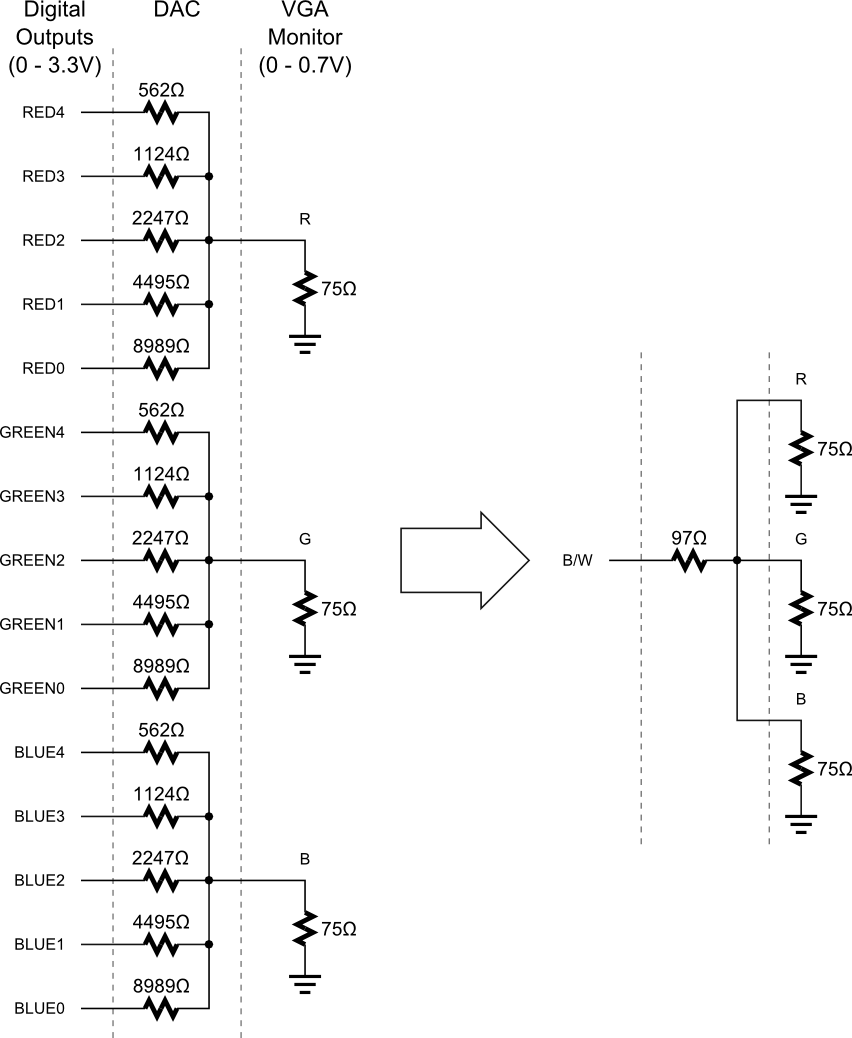 Digital
Outputs
(0 - 3.3V)
DAC
VGA
Monitor
(0 - 0.7V)
562Ω
RED4
1124Ω
RED3
2247Ω
RED2
R
4495Ω
75Ω
RED1
8989Ω
RED0
562Ω
GREEN4
1124Ω
GREEN3
2247Ω
GREEN2
G
4495Ω
75Ω
GREEN1
8989Ω
GREEN0
562Ω
BLUE4
1124Ω
BLUE3
2247Ω
BLUE2
B
4495Ω
75Ω
BLUE1
8989Ω
BLUE0
R
75Ω
B/W
97Ω
G
75Ω
B
75Ω